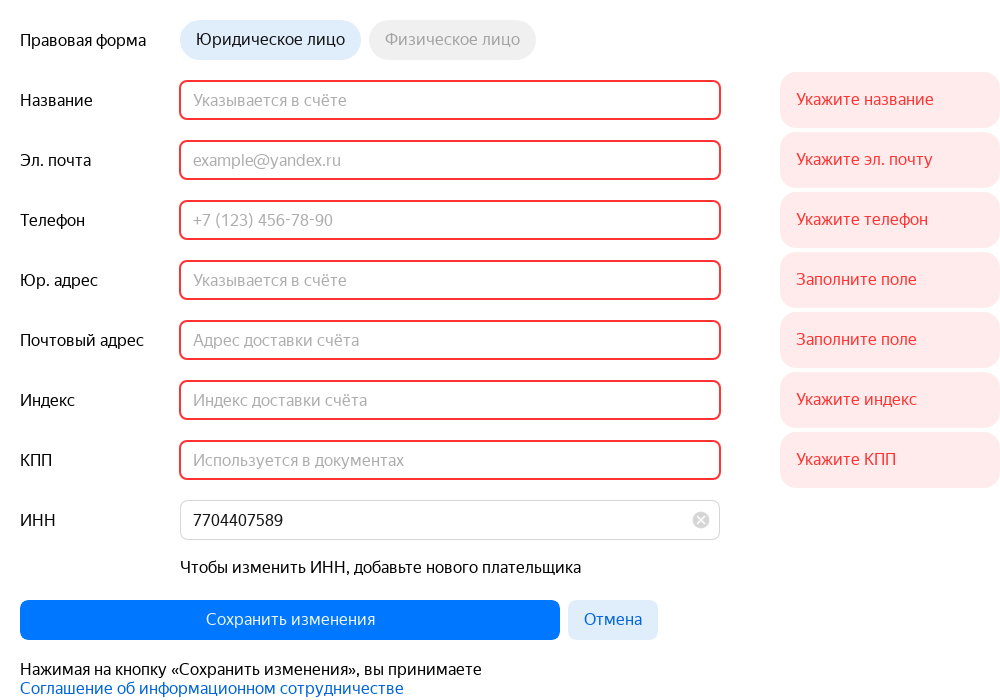 Правовая форма Юридическое лицо Физическое лицо
Название Указывается в счёте Укажите название
Эл. почта example@yandex.ru Укажите эл. почту
Телефон +7 (123) 456-78-90 Укажите телефон
Юр. адрес Указывается в счёте Заполните поле
Почтовый адрес Адрес доставки счёта Заполните поле
Индекс Индекс доставки счёта Укажите индекс
КПП Используется в документах Укажите КПП
ИНН 7704407589
Чтобы изменить ИНН, добавьте нового плательщика
Сохранить изменения Отмена
Нажимая на кнопку «Сохранить изменения», вы принимаете
Соглашение об информационном сотрудничестве